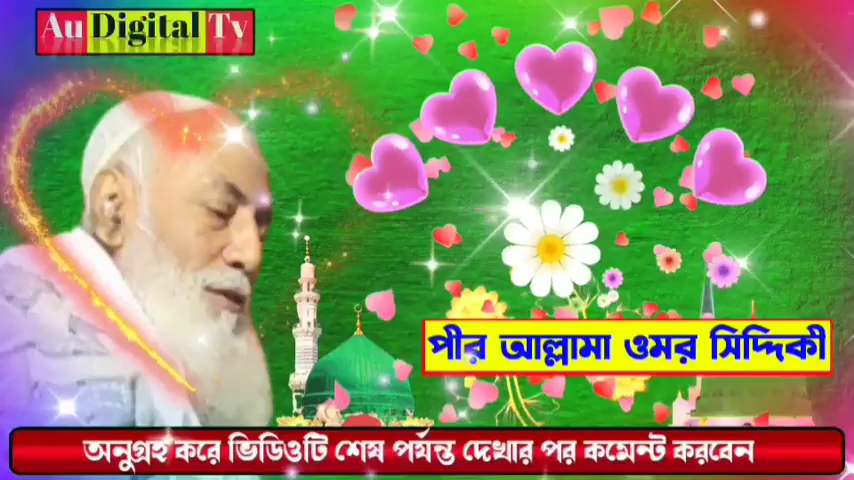 Au Digital Tv
পীর আল্লামা ওমর সিদ্দিকী
অনুগ্রহ করে ভিডিওটি শেষ পর্যন্ত দেখার পর কমেন্ট করবেন